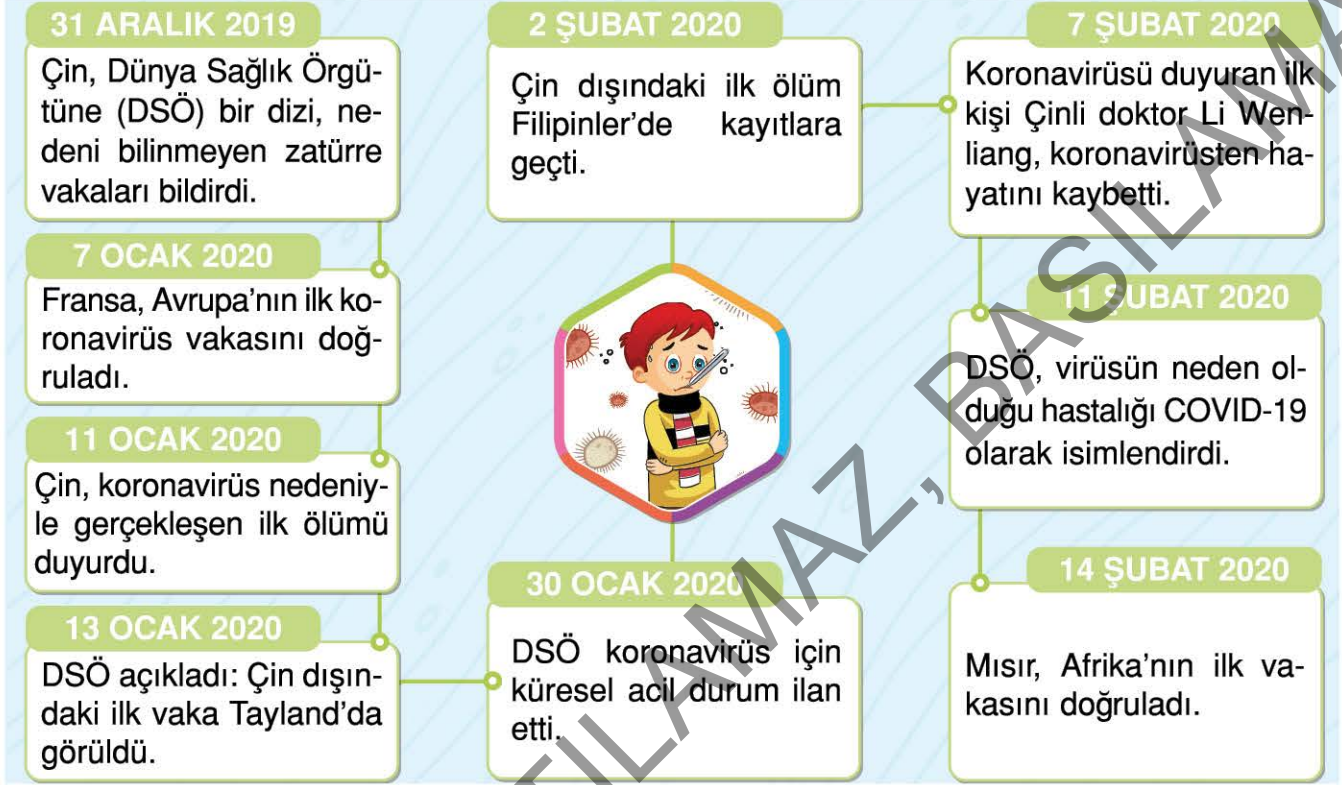 31 ARALIK 2019
Çin, Dünya Sağlık Örgü-
tüne (DSÖ) bir dizi, ne-
deni bilinmeyen zatürre
vakaları bildirdi.
7 OCAK 2020
Fransa, Avrupa’nın ilk ko-
ronavirüs vakasını doğ-
ruladı.
11 OCAK 2020
Çin, koronavirüs nedeniy-
le gerçekleşen ilk ölümü
duyurdu.
13 OCAK 2020
DSÖ açıkladı: Çin dışın-
daki ilk vaka Tayland’da
görüldü.
30 OCAK 2020
DSÖ koronavirüs için
küresel acil durum ilan
etti.
2 ŞUBAT 2020
Çin dışındaki ilk ölüm
Filipinler’de kayıtlara
geçti.
7 ŞUBAT 2020
Koronavirüsü duyuran ilk
kişi Çinli doktor Li Wen-
liang, koronavirüsten ha-
yatını kaybetti.
11 ŞUBAT 2020
DSÖ, virüsün neden ol-
duğu hastalığı COVID-19
olarak isimlendirdi.
14 ŞUBAT 2020
Mısır, Afrika’nın ilk va-
kasını doğruladı.
BASILAMA